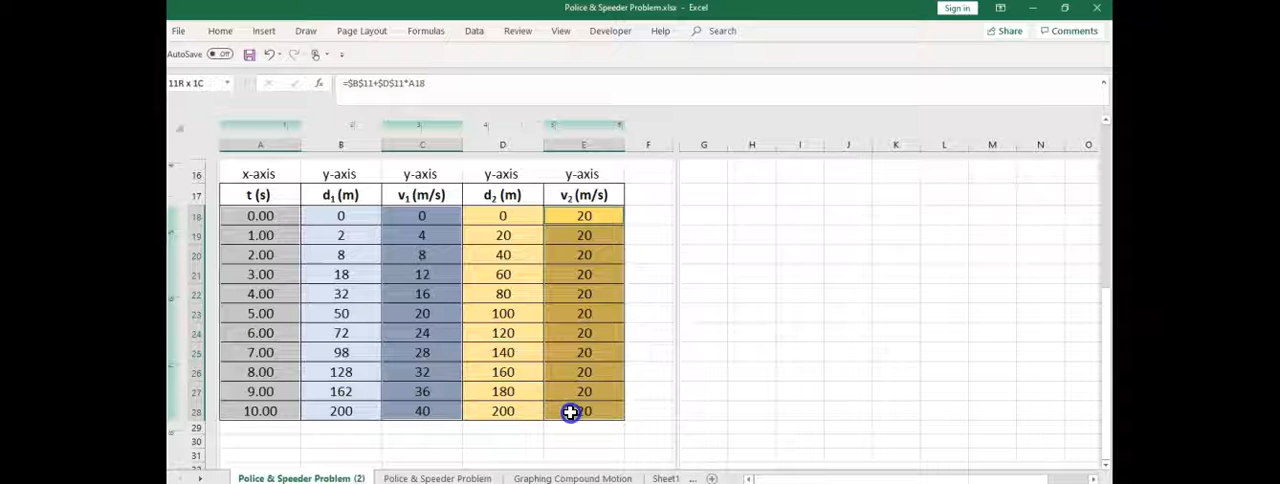 Police & Speeder Problem.xlsx - Excel
Sign in
File Home Insert Draw Page Layout Formulas Data Review View Developer Help Search Share Comments
AutoSave Off
11R x 1C fx =$B$11+$D$11*A18
A B C D E F G H I J K L M N O
16 x-axis y-axis y-axis y-axis y-axis
17 t (s) d₁ (m) v₁ (m/s) d₂ (m) v₂ (m/s)
18 0.00 0 0 0 20
19 1.00 2 4 20 20
20 2.00 8 8 40 20
21 3.00 18 12 60 20
22 4.00 32 16 80 20
23 5.00 50 20 100 20
24 6.00 72 24 120 20
25 7.00 98 28 140 20
26 8.00 128 32 160 20
27 9.00 162 36 180 20
28 10.00 200 40 200 20
29
30
31
Police & Speeder Problem (2) Police & Speeder Problem Graphing Compound Motion Sheet1 ...